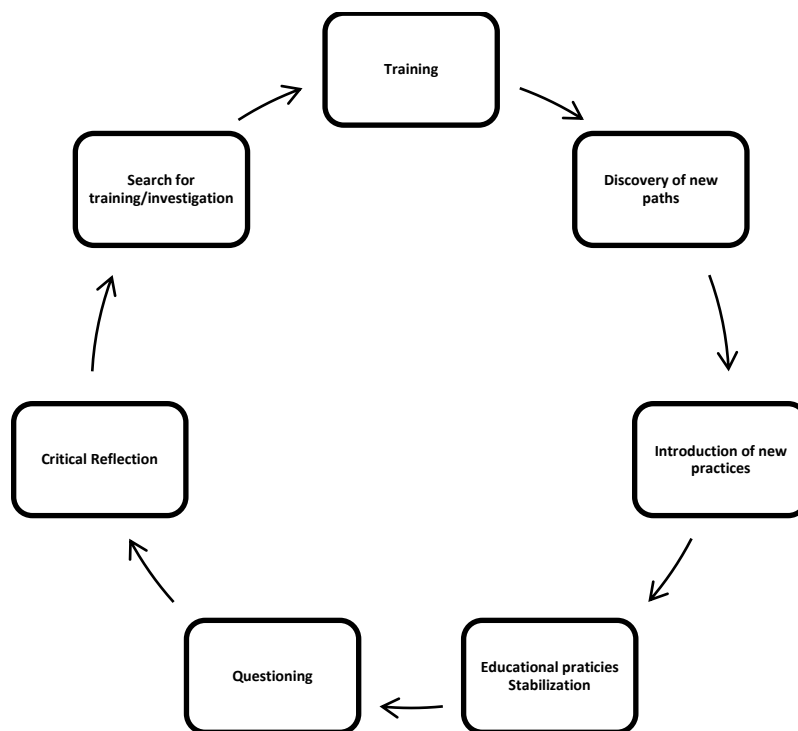 Training
Discovery of new
paths
Introduction of new
practices
Educational praticies
Stabilization
Questioning
Critical Reflection
Search for
training/investigation